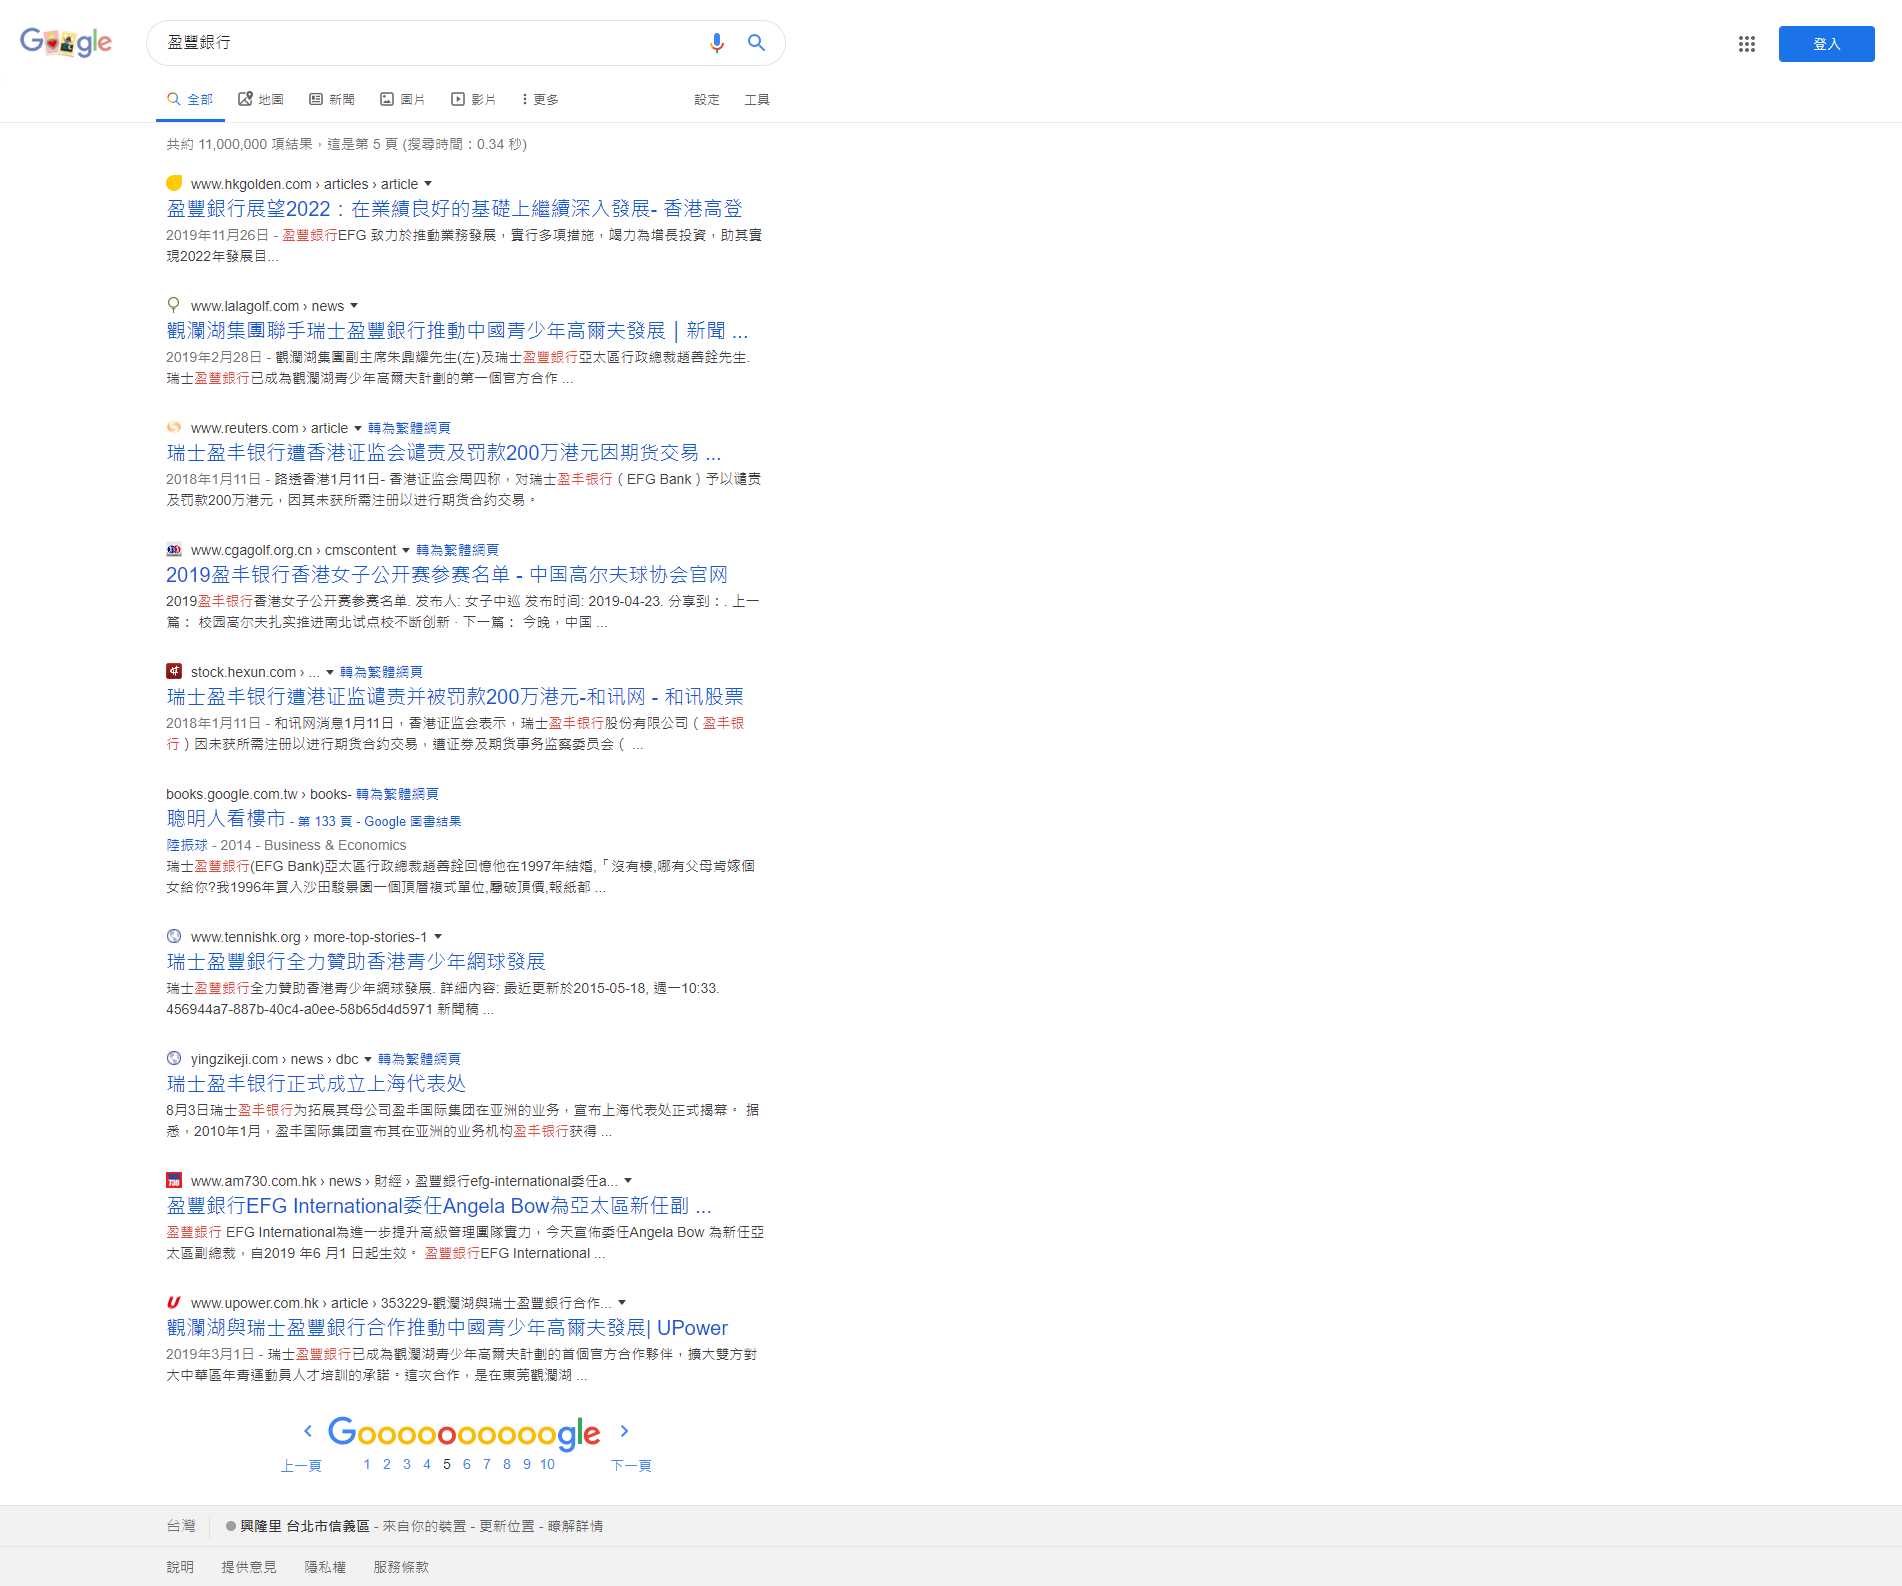 Google
盈豐銀行
登入
全部 地圖 新聞 圖片 影片 更多 設定 工具
共約 11,000,000 項結果，這是第 5 頁 (搜尋時間：0.34 秒)
www.hkgolden.com › articles › article
盈豐銀行展望2022：在業績良好的基礎上繼續深入發展- 香港高登
2019年11月26日 - 盈豐銀行EFG 致力於推動業務發展，實行多項措施，竭力為增長投資，助其實
現2022年發展目...
www.lalagolf.com › news
觀瀾湖集團聯手瑞士盈豐銀行推動中國青少年高爾夫發展 | 新聞 ...
2019年2月28日 - 觀瀾湖集團副主席朱鼎耀先生(左)及瑞士盈豐銀行亞太區行政總裁趙善銓先生.
瑞士盈豐銀行已成為觀瀾湖青少年高爾夫計劃的第一個官方合作 ...
www.reuters.com › article 轉為繁體網頁
瑞士盈丰银行遭香港证监会谴责及罚款200万港元因期货交易 ...
2018年1月11日 - 路透香港1月11日- 香港证监会周四称，对瑞士盈丰银行（EFG Bank）予以谴责
及罚款200万港元，因其未获所需注册以进行期货合约交易。
www.cgagolf.org.cn › cmscontent 轉為繁體網頁
2019盈丰银行香港女子公开赛参赛名单 - 中国高尔夫球协会官网
2019盈丰银行香港女子公开赛参赛名单. 发布人: 女子中巡 发布时间: 2019-04-23. 分享到：. 上一
篇： 校园高尔夫扎实推进南北试点校不断创新 · 下一篇： 今晚，中国 ...
stock.hexun.com › ... 轉為繁體網頁
瑞士盈丰银行遭港证监谴责并被罚款200万港元-和讯网 - 和讯股票
2018年1月11日 - 和讯网消息1月11日，香港证监会表示，瑞士盈丰银行股份有限公司（盈丰银
行）因未获所需注册以进行期货合约交易，遭证券及期货事务监察委员会（ ...
books.google.com.tw › books- 轉為繁體網頁
聰明人看樓市 - 第 133 頁 - Google 圖書結果
陸振球 - 2014 - Business & Economics
瑞士盈豐銀行(EFG Bank)亞太區行政總裁趙善銓回憶他在1997年結婚,「沒有樓,哪有父母肯嫁個
女給你?我1996年買入沙田駿景園一個頂層複式單位,屬破頂價,報紙都 ...
www.tennishk.org › more-top-stories-1
瑞士盈豐銀行全力贊助香港青少年網球發展
瑞士盈豐銀行全力贊助香港青少年網球發展. 詳細內容: 最近更新於2015-05-18, 週一10:33.
456944a7-887b-40c4-a0ee-58b65d4d5971 新聞稿 ...
yingzikeji.com › news › dbc 轉為繁體網頁
瑞士盈丰银行正式成立上海代表处
8月3日瑞士盈丰银行为拓展其母公司盈丰国际集团在亚洲的业务，宣布上海代表处正式揭幕。 据
悉，2010年1月，盈丰国际集团宣布其在亚洲的业务机构盈丰银行获得 ...
730 www.am730.com.hk › news › 財經 › 盈豐銀行efg-international委任a...
盈豐銀行EFG International委任Angela Bow為亞太區新任副 ...
盈豐銀行 EFG International為進一步提升高級管理團隊實力，今天宣佈委任Angela Bow 為新任亞
太區副總裁，自2019 年6 月1 日起生效。 盈豐銀行EFG International ...
www.upower.com.hk › article › 353229-觀瀾湖與瑞士盈豐銀行合作...
觀瀾湖與瑞士盈豐銀行合作推動中國青少年高爾夫發展| UPower
2019年3月1日 - 瑞士盈豐銀行已成為觀瀾湖青少年高爾夫計劃的首個官方合作夥伴，擴大雙方對
大中華區年青運動員人才培訓的承諾。這次合作，是在東莞觀瀾湖 ...
Goooooooooogle
上一頁 1 2 3 4 5 6 7 8 9 10 下一頁
台灣 興隆里 台北市信義區 - 來自你的裝置 - 更新位置 - 瞭解詳情
說明 提供意見 隱私權 服務條款